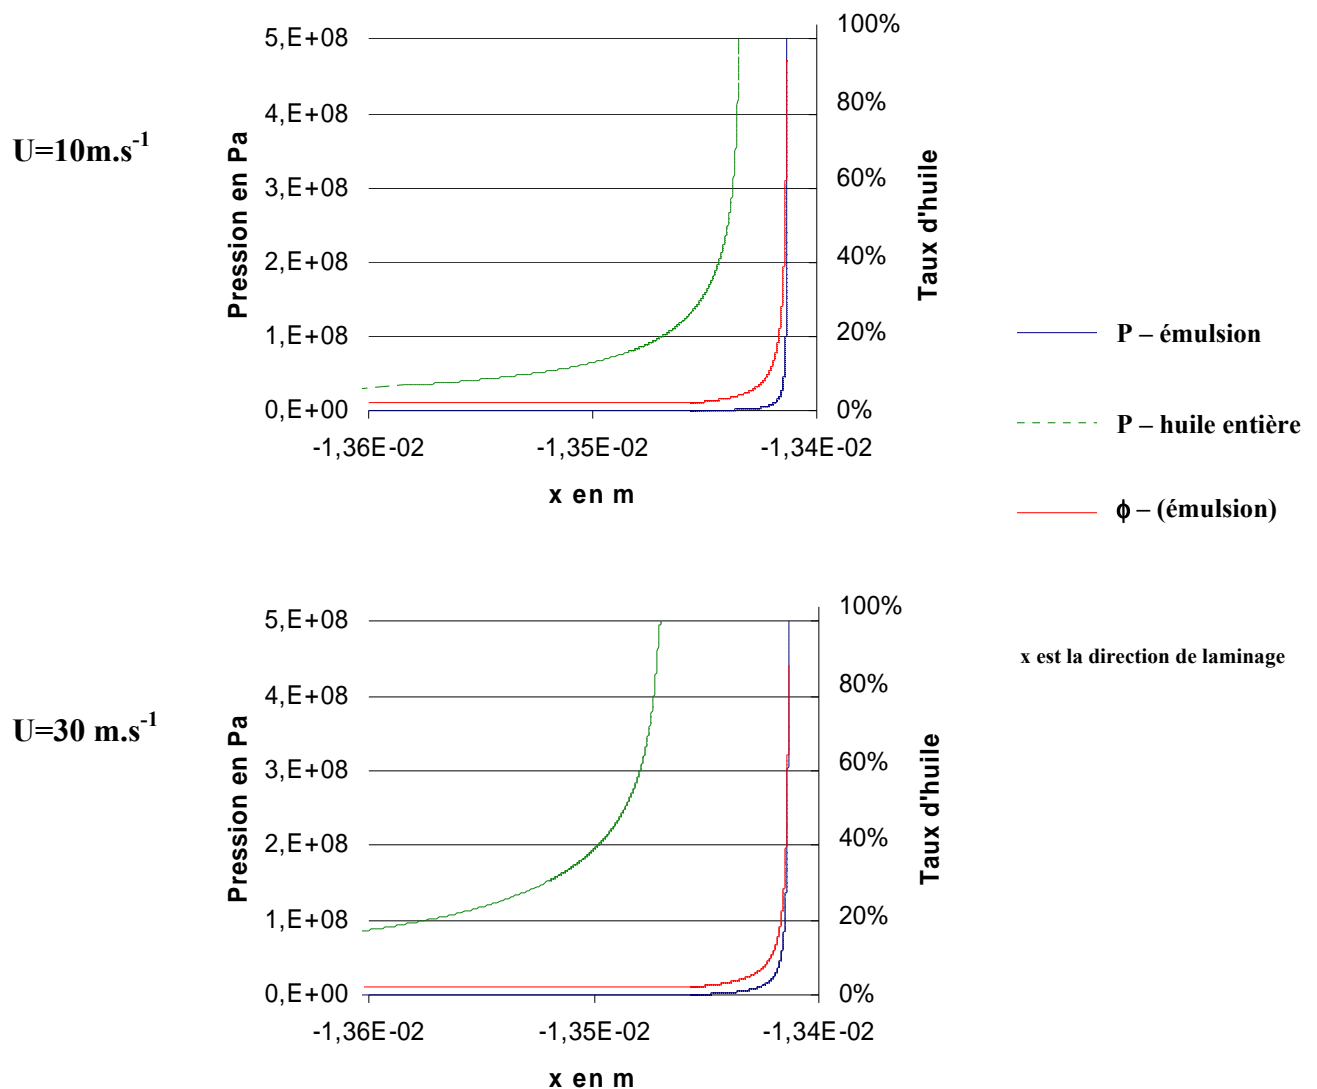 U=10m.s-1
Pression en Pa
5,E+08
4,E+08
3,E+08
2,E+08
1,E+08
0,E+00
100%
80%
60%
40%
20%
0%
Taux d'huile
-1,36E-02
-1,35E-02
-1,34E-02
x en m
P – émulsion
P – huile entière
ϕ – (émulsion)
x est la direction de laminage
U=30 m.s-1
Pression en Pa
5,E+08
4,E+08
3,E+08
2,E+08
1,E+08
0,E+00
100%
80%
60%
40%
20%
0%
Taux d'huile
-1,36E-02
-1,35E-02
-1,34E-02
x en m